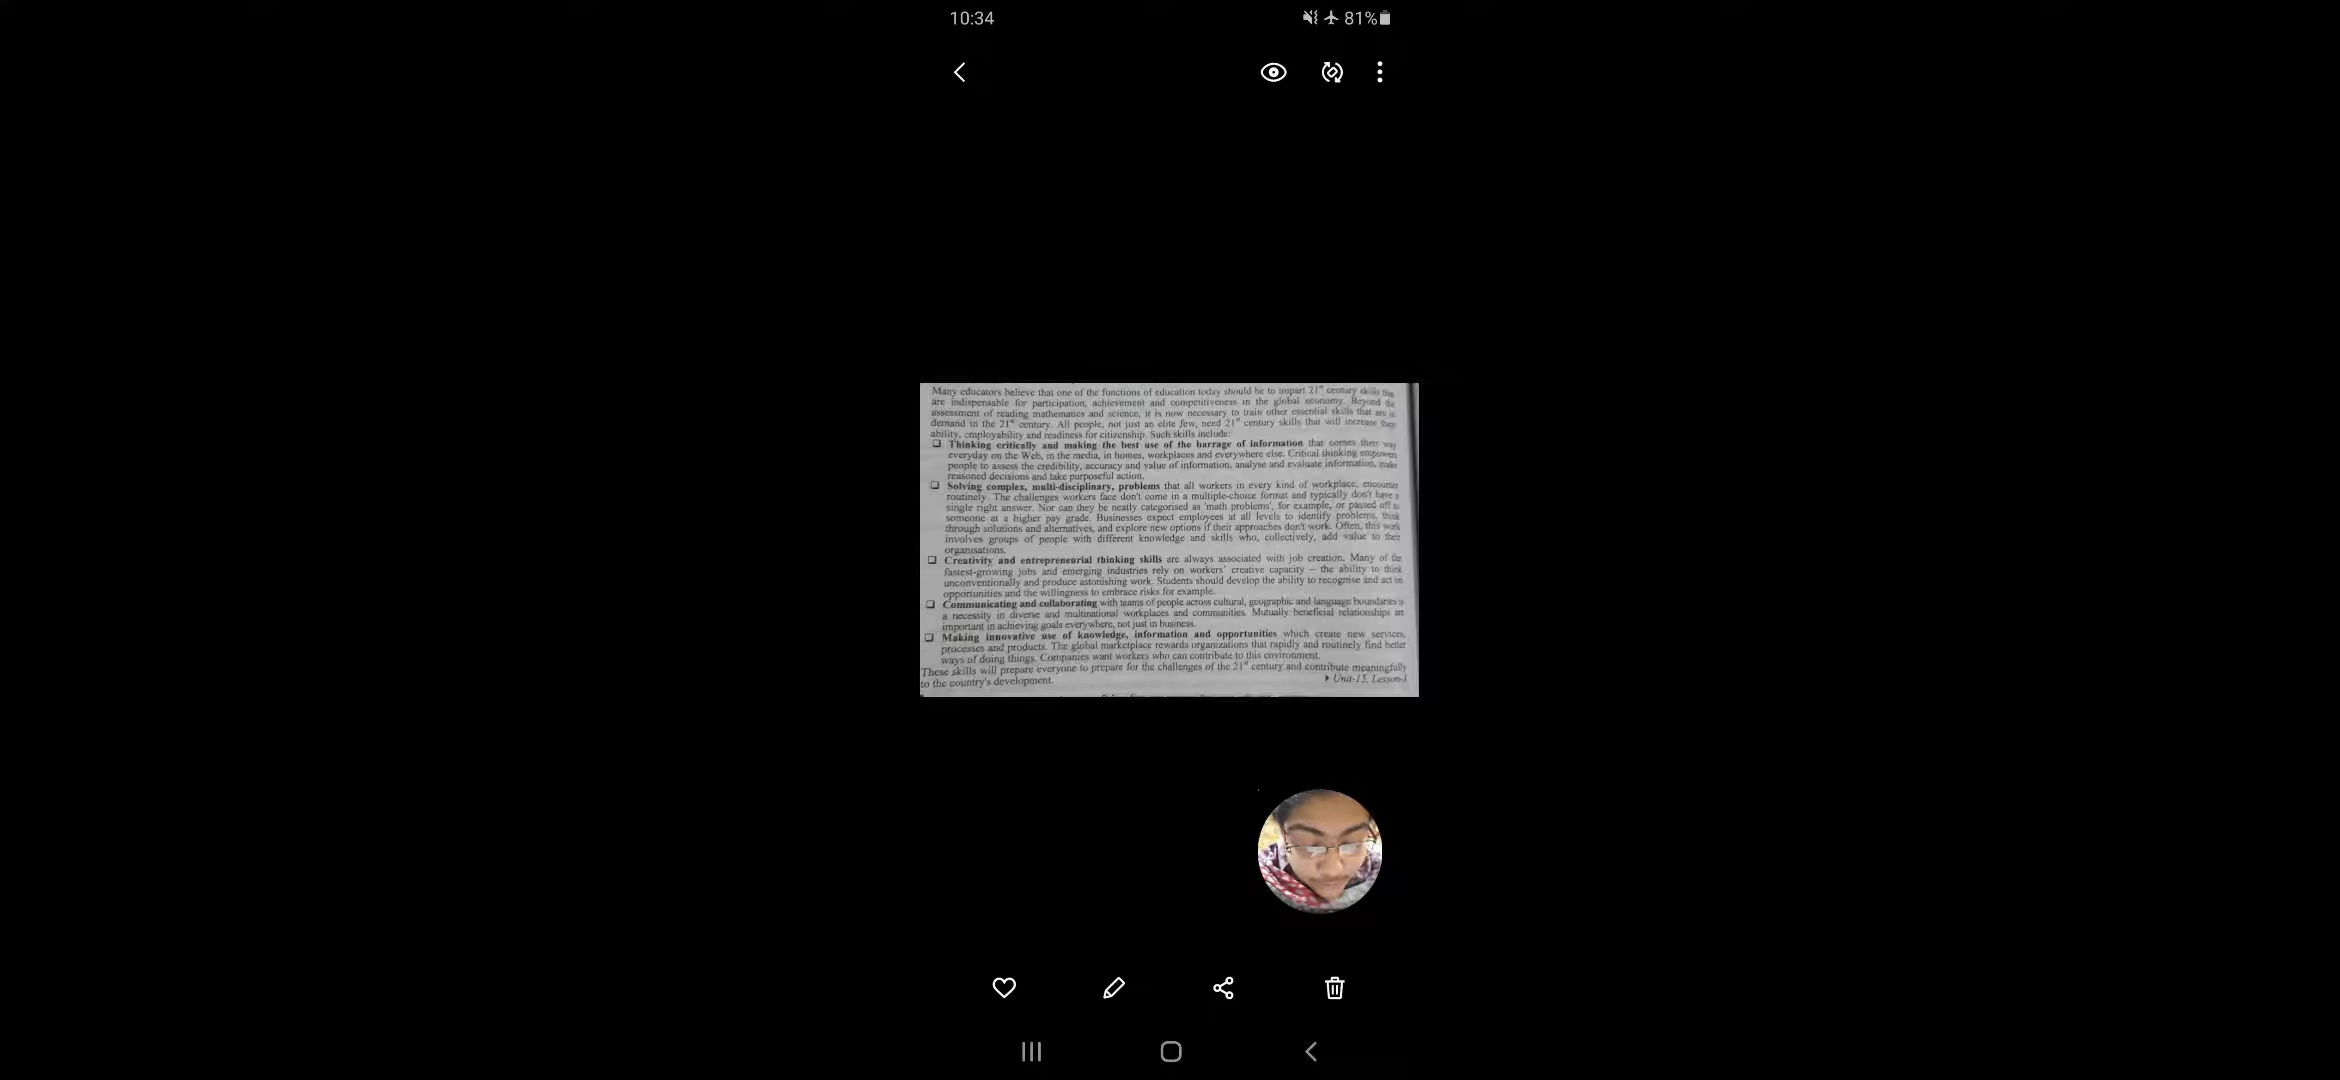 10:34
81%
Many educators believe that one of the functions of education today should be to impart 21st century skills that
are indispensable for participation, achievement and competitiveness in the global economy. Beyond the
assessment of reading mathematics and science, it is now necessary to train other essential skills that are in
demand in the 21st century. All people, not just an elite few, need 21st century skills that will increase their
ability, employability and readiness for citizenship. Such skills include:
❑ Thinking critically and making the best use of the barrage of information that comes their way
everyday on the Web, in the media, in homes, workplaces and everywhere else. Critical thinking empowers
people to assess the credibility, accuracy and value of information, analyse and evaluate information, make
reasoned decisions and take purposeful action.
❑ Solving complex, multi-disciplinary, problems that all workers in every kind of workplace, encounter
routinely. The challenges workers face don't come in a multiple-choice format and typically don't have a
single right answer. Nor can they be neatly categorised as 'math problems', for example, or passed off to
someone at a higher pay grade. Businesses expect employees at all levels to identify problems, think
through solutions and alternatives, and explore new options if their approaches don't work. Often, this work
involves groups of people with different knowledge and skills who, collectively, add value to their
organisations.
❑ Creativity and entrepreneurial thinking skills are always associated with job creation. Many of the
fastest-growing jobs and emerging industries rely on workers' creative capacity – the ability to think
unconventionally and produce astonishing work. Students should develop the ability to recognise and act on
opportunities and the willingness to embrace risks for example.
❑ Communicating and collaborating with teams of people across cultural, geographic and language boundaries is
a necessity in diverse and multinational workplaces and communities. Mutually beneficial relationships are
important in achieving goals everywhere, not just in business.
❑ Making innovative use of knowledge, information and opportunities which create new services,
processes and products. The global marketplace rewards organizations that rapidly and routinely find better
ways of doing things. Companies want workers who can contribute to this environment.
These skills will prepare everyone to prepare for the challenges of the 21st century and contribute meaningfully
to the country's development.
Unit-15, Lesson-